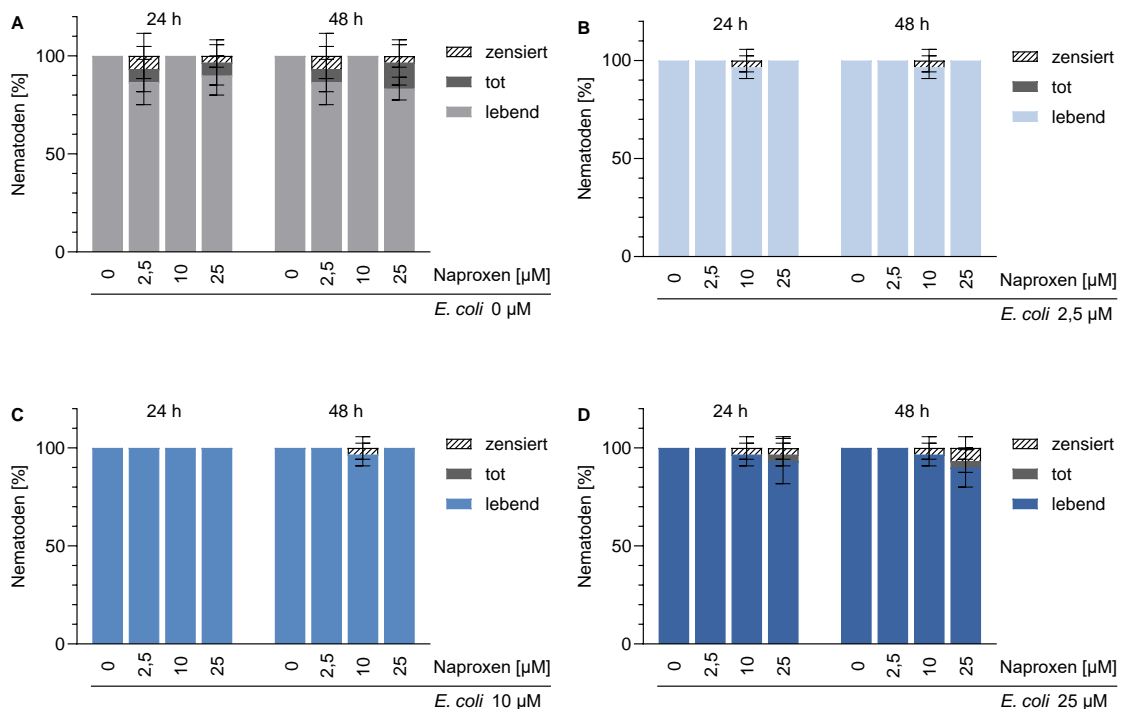 A
24 h
48 h
Nematoden [%]
100
50
0
zensiert
tot
lebend
0 2,5 10 25 0 2,5 10 25 Naproxen [µM]
E. coli 0 µM
B
24 h
48 h
Nematoden [%]
100
50
0
zensiert
tot
lebend
0 2,5 10 25 0 2,5 10 25 Naproxen [µM]
E. coli 2,5 µM
C
24 h
48 h
Nematoden [%]
100
50
0
zensiert
tot
lebend
0 2,5 10 25 0 2,5 10 25 Naproxen [µM]
E. coli 10 µM
D
24 h
48 h
Nematoden [%]
100
50
0
zensiert
tot
lebend
0 2,5 10 25 0 2,5 10 25 Naproxen [µM]
E. coli 25 µM